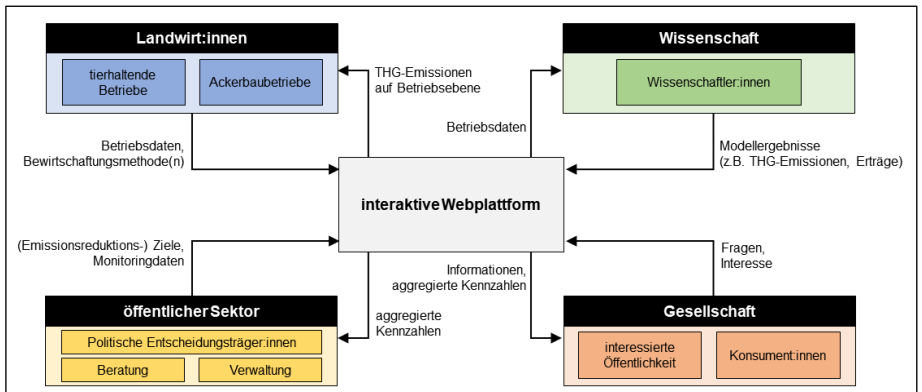 Landwirt:innen
tierhaltende
Betriebe
Ackerbaubetriebe
THG-Emissionen
auf Betriebsebene
Wissenschaft
Wissenschaftler:innen
Betriebsdaten,
Bewirtschaftungsmethode(n)
Betriebsdaten
Modellergebnisse
(z.B. THG-Emissionen, Erträge)
interaktive Webplattform
(Emissionsreduktions-) Ziele,
Monitoringdaten
Informationen,
aggregierte Kennzahlen
Fragen,
Interesse
öffentlicher Sektor
Politische Entscheidungsträger:innen
Beratung
Verwaltung
aggregierte
Kennzahlen
Gesellschaft
interessierte
Öffentlichkeit
Konsument:innen